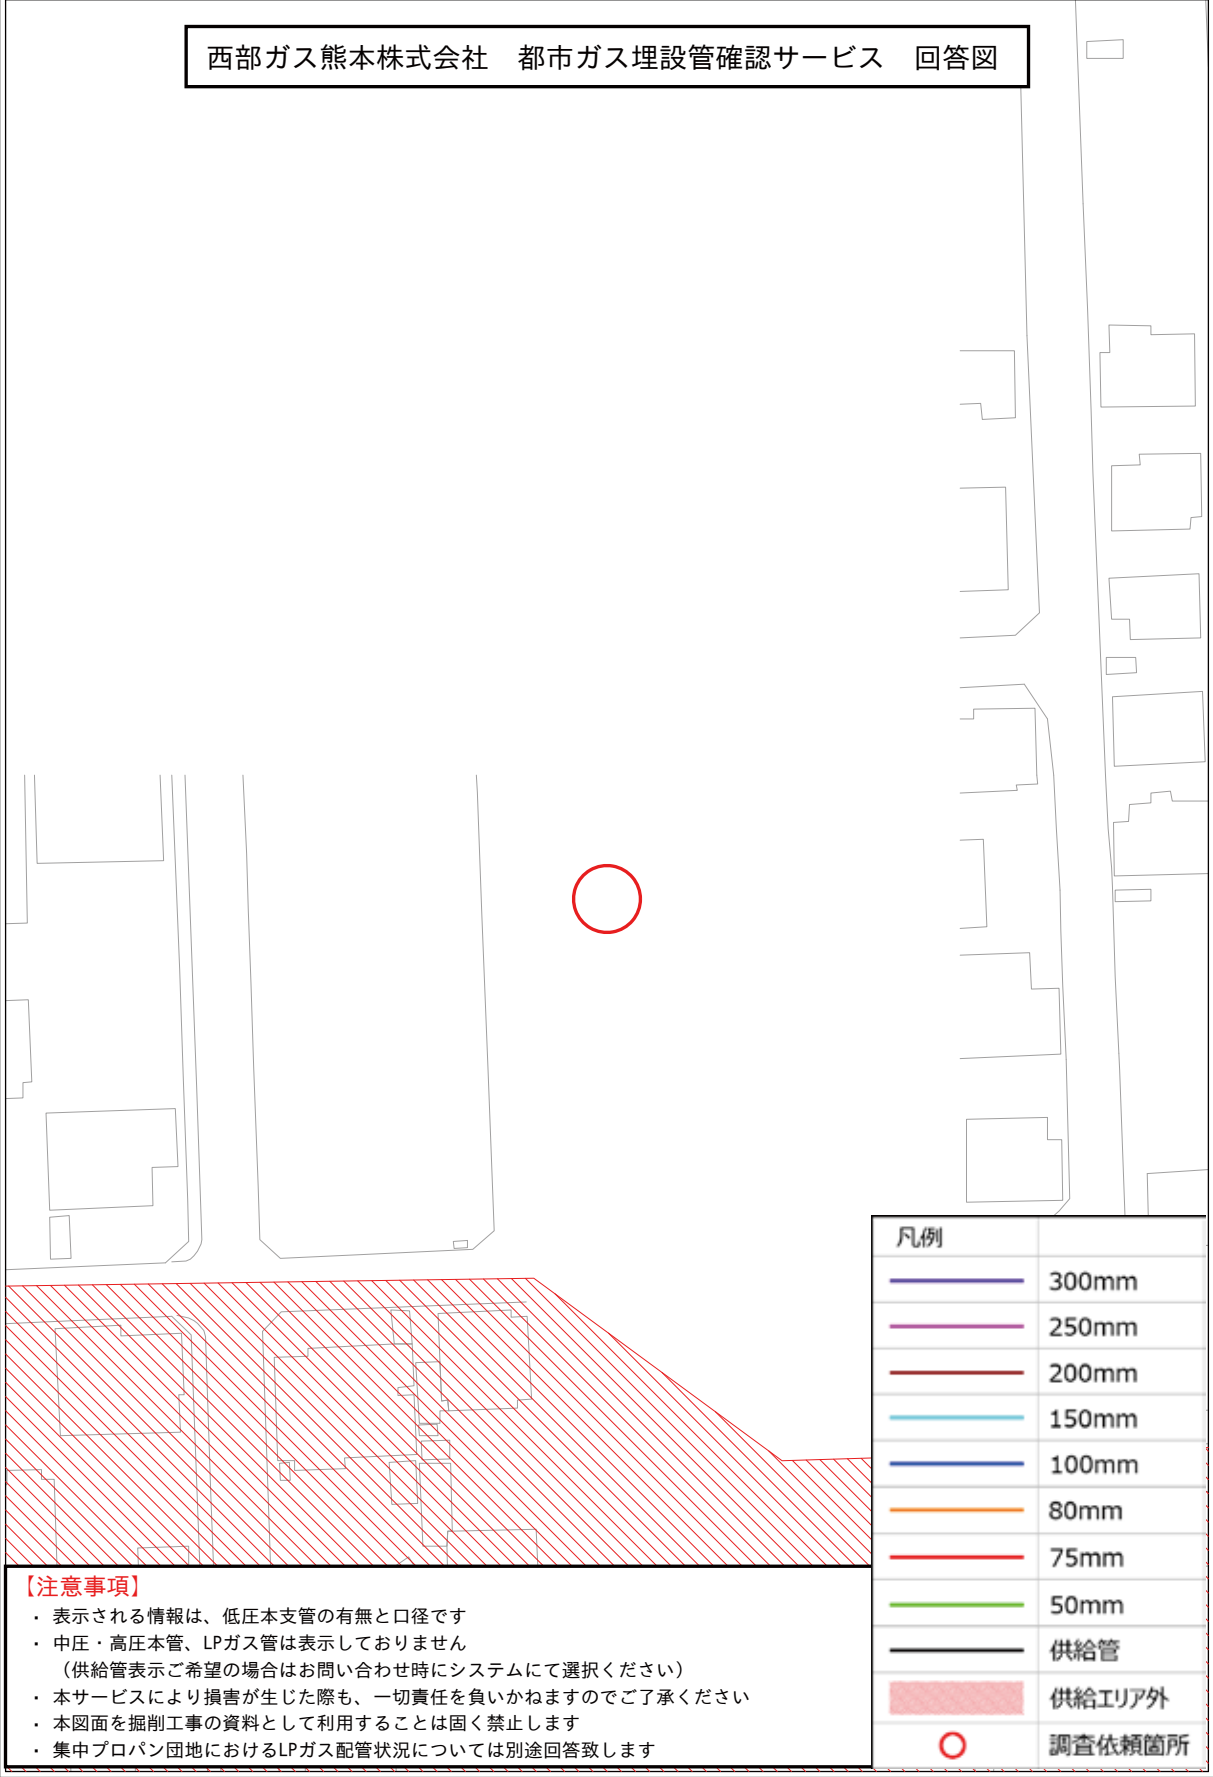 西部ガス熊本株式会社　都市ガス埋設管確認サービス　回答図
凡例
300mm
250mm
200mm
150mm
100mm
80mm
75mm
50mm
供給管
供給エリア外
調査依頼箇所
【注意事項】
・ 表示される情報は、低圧本支管の有無と口径です
・ 中圧・高圧本管、LPガス管は表示しておりません
（供給管表示ご希望の場合はお問い合わせ時にシステムにて選択ください）
・ 本サービスにより損害が生じた際も、一切責任を負いかねますのでご了承ください
・ 本図面を掘削工事の資料として利用することは固く禁止します
・ 集中プロパン団地におけるLPガス配管状況については別途回答致します